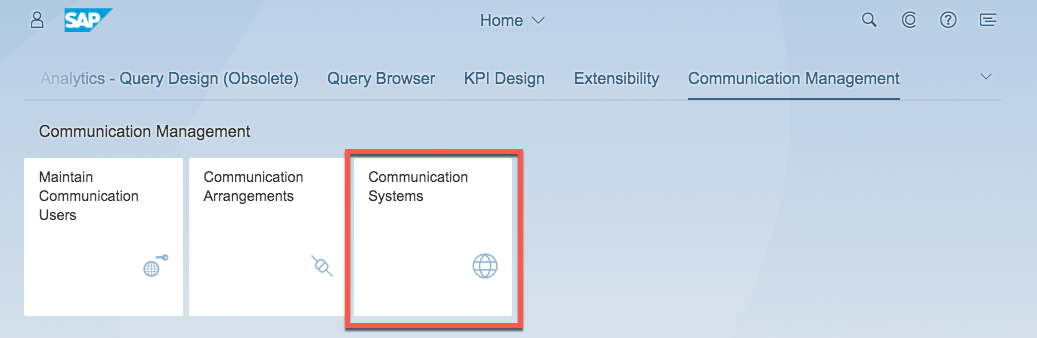 SAP Home
Analytics - Query Design (Obsolete) Query Browser KPI Design Extensibility Communication Management
Communication Management
Maintain
Communication
Users
Communication
Arrangements
Communication
Systems